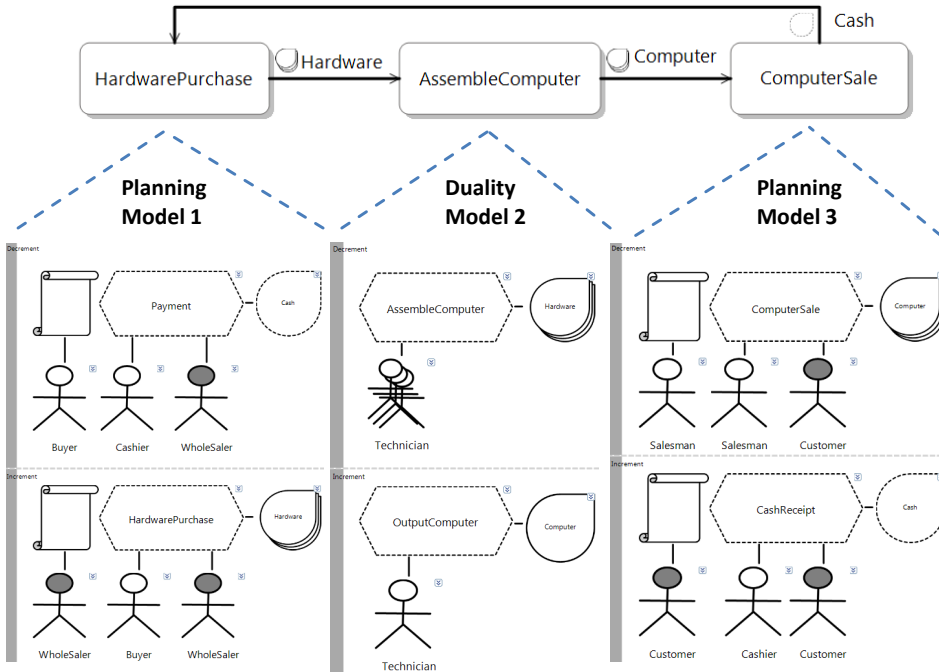 Cash
Hardware
Computer
HardwarePurchase
AssembleComputer
ComputerSale
Planning
Model 1
Duality
Model 2
Planning
Model 3
Decrement
Payment
Cash
Buyer
Cashier
WholeSaler
Increment
HardwarePurchase
Hardware
WholeSaler
Buyer
WholeSaler
Decrement
AssembleComputer
Hardware
Technician
Increment
OutputComputer
Computer
Technician
Decrement
ComputerSale
Computer
Salesman
Salesman
Customer
Increment
CashReceipt
Cash
Customer
Cashier
Customer